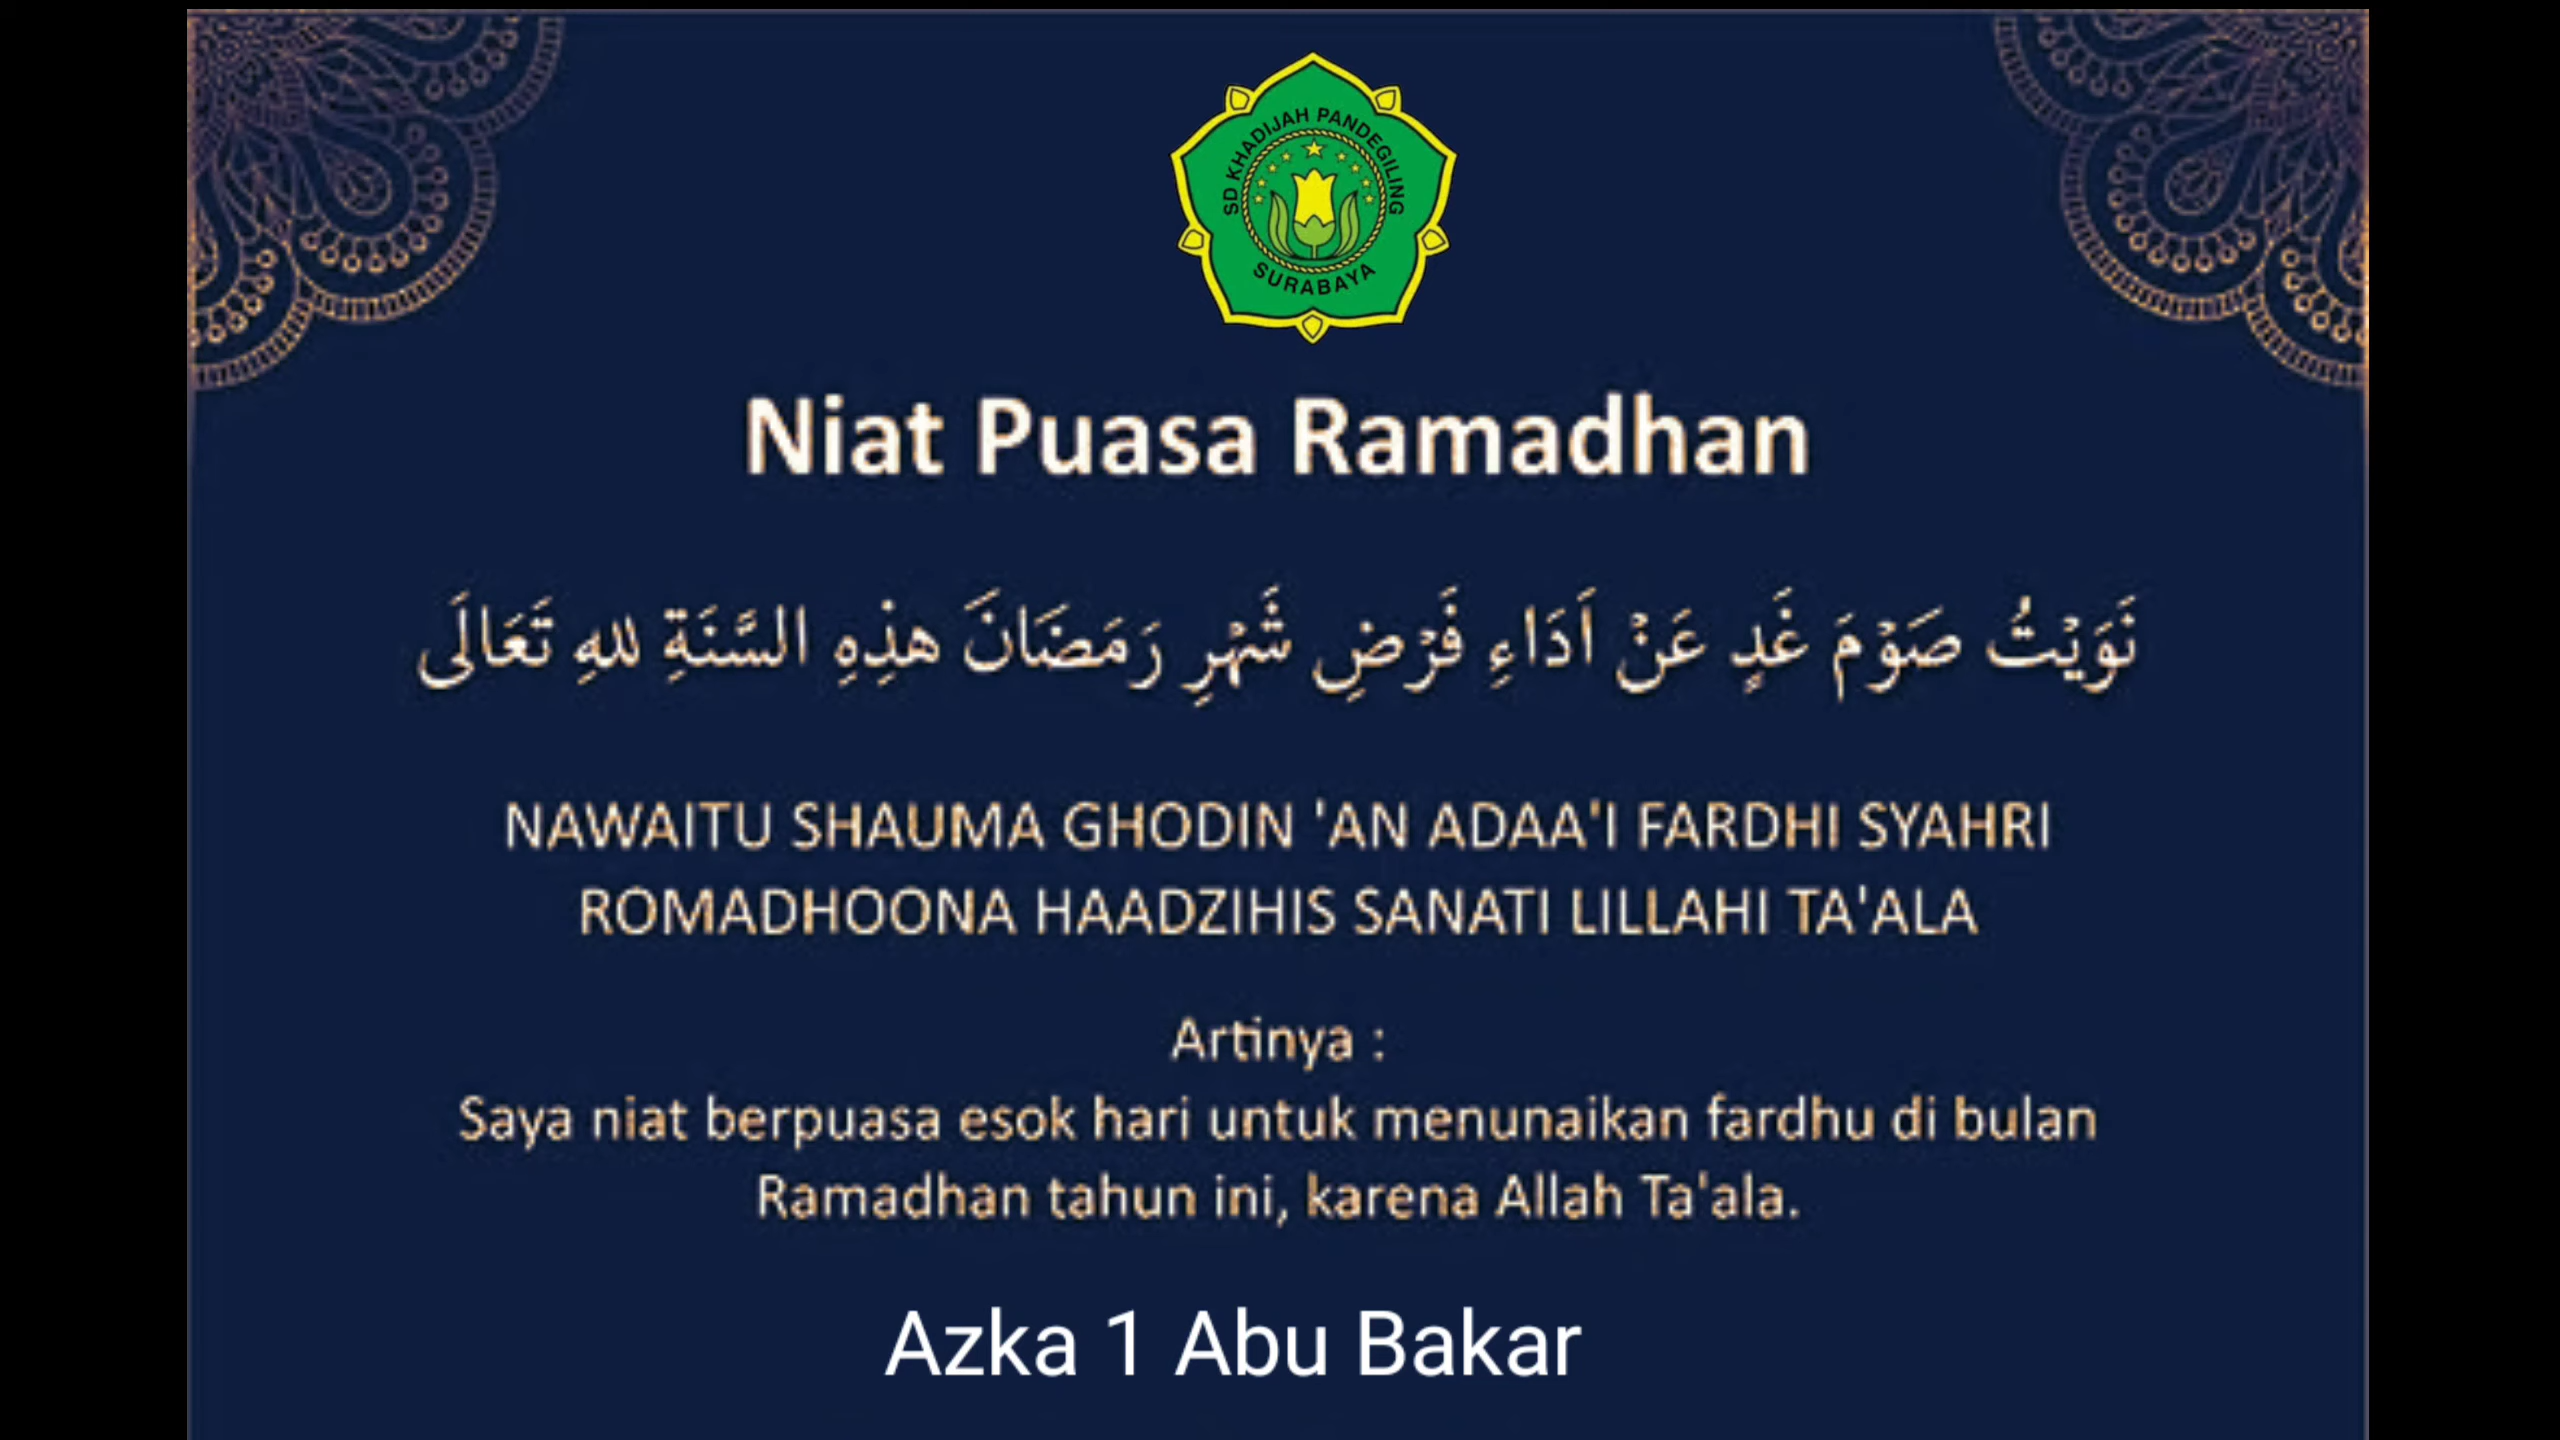 SD KHADIJAH PANDEGILING
SURABAYA
Niat Puasa Ramadhan
نَوَيْتُ صَوْمَ غَدٍ عَنْ اَدَاءِ فَرْضِ شَهْرِ رَمَضَانَ هذِهِ السَّنَةِ للهِ تَعَالَى
NAWAITU SHAUMA GHODIN 'AN ADAA'I FARDHI SYAHRI
ROMADHOONA HAADZIHIS SANATI LILLAHI TA'ALA
Artinya :
Saya niat berpuasa esok hari untuk menunaikan fardhu di bulan
Ramadhan tahun ini, karena Allah Ta'ala.
Azka 1 Abu Bakar